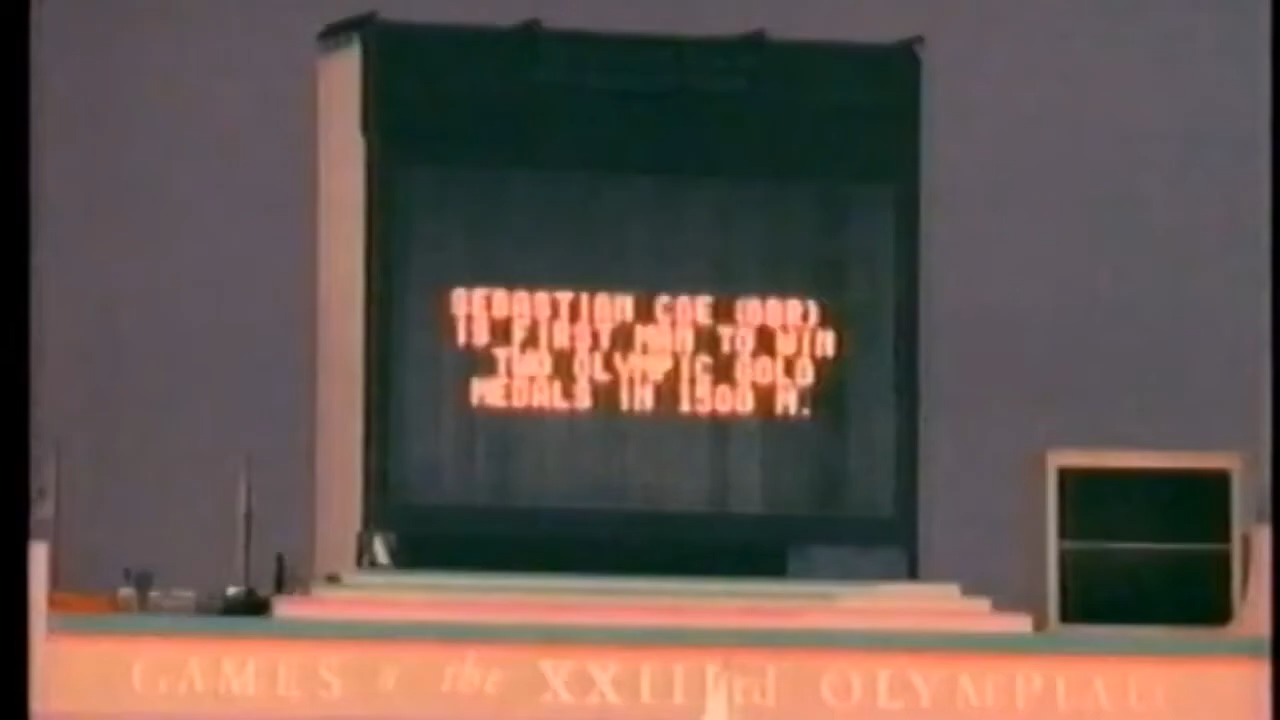 SEBASTIAN COE (GBR)
IS FIRST MAN TO WIN
TWO OLYMPIC GOLD
MEDALS IN 1500 M.
GAMES of the XXIIIrd OLYMPIAD